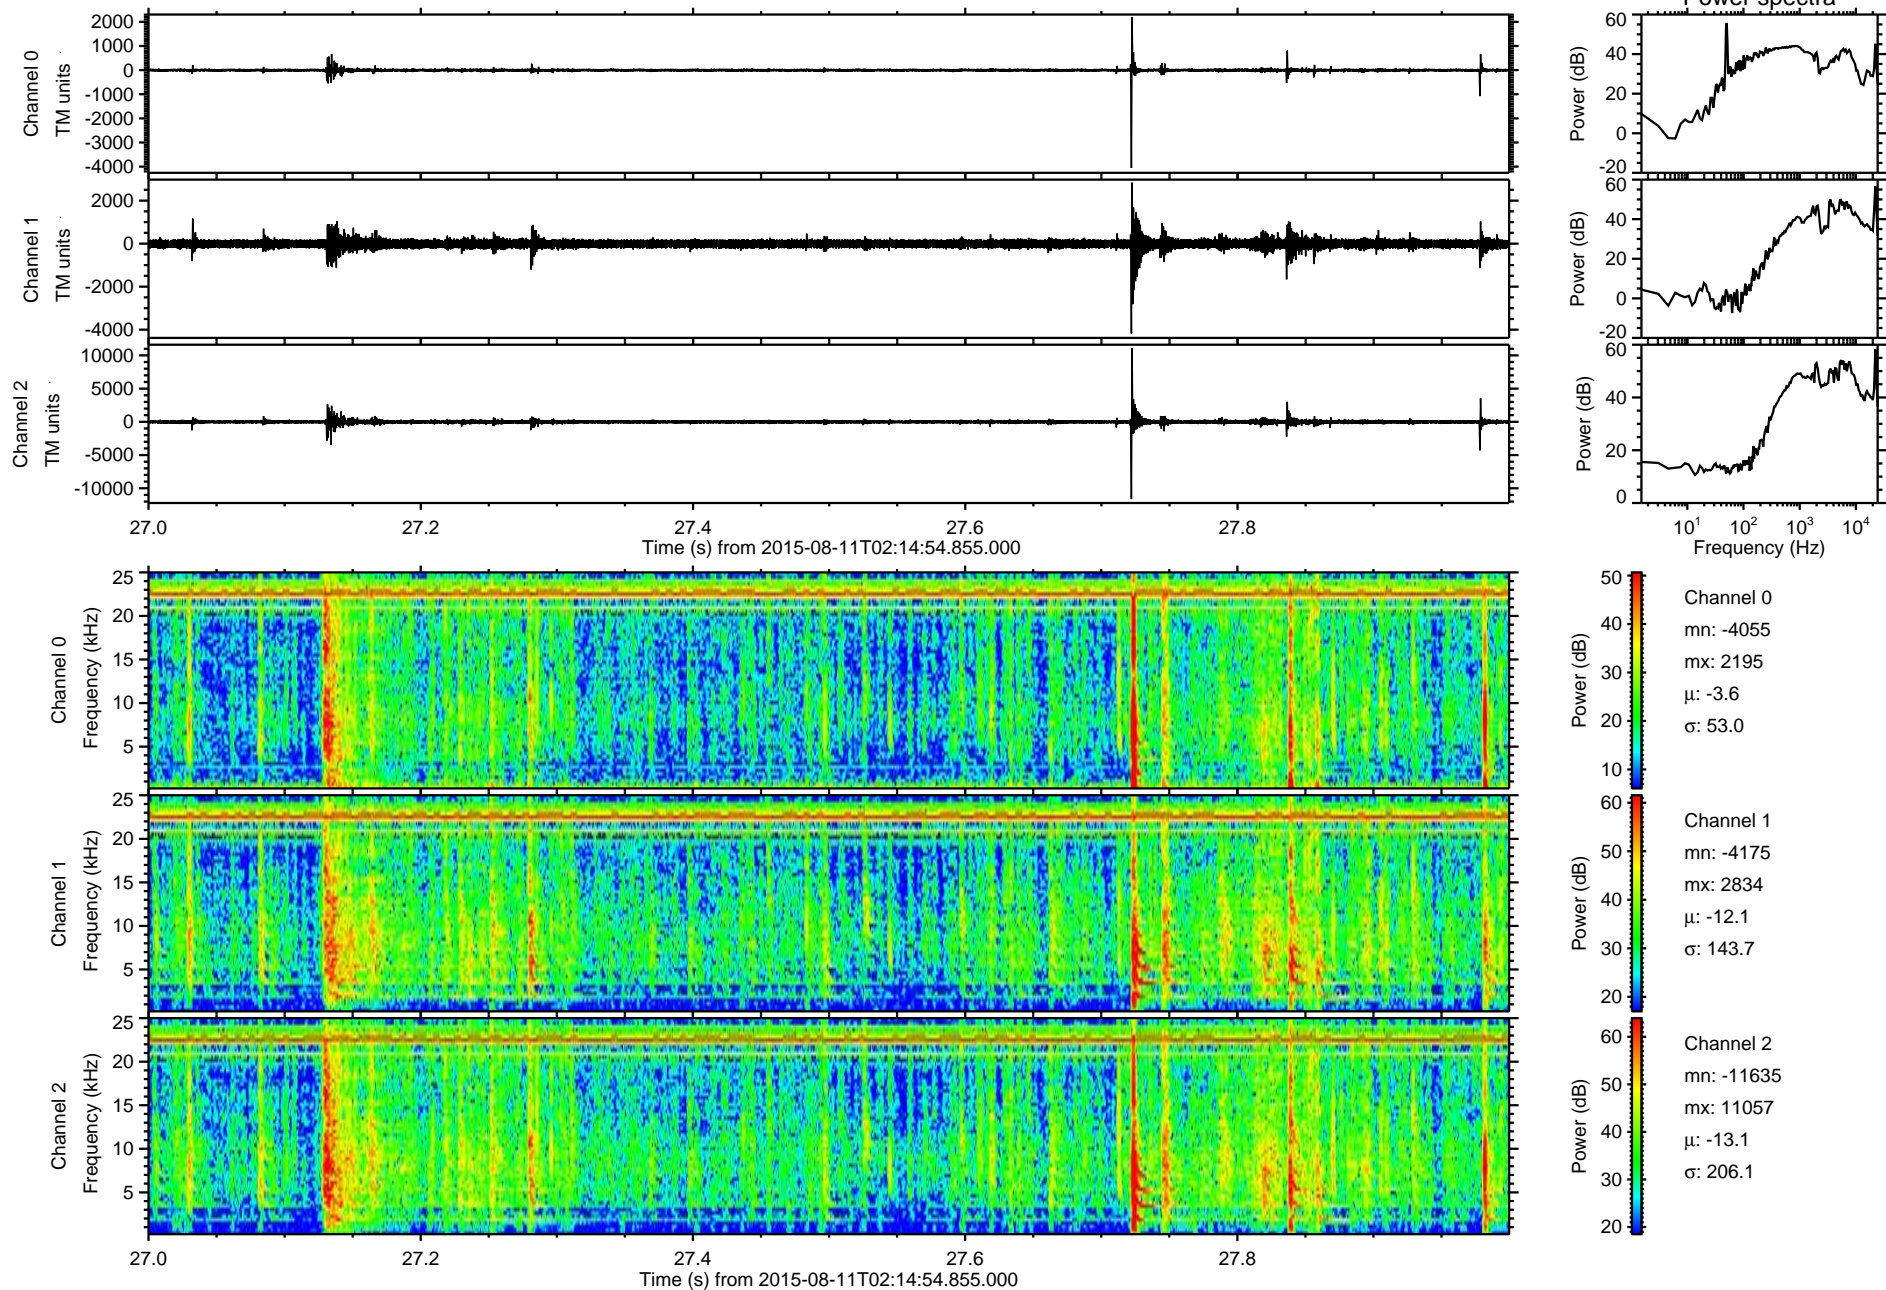 Power spectra
Channel 0
TM units
2000
1000
0
-1000
-2000
-3000
-4000
Power (dB)
60
40
20
0
-20
Channel 1
TM units
2000
0
-2000
-4000
Power (dB)
60
40
20
0
-20
Channel 2
TM units
10000
5000
0
-5000
-10000
Power (dB)
60
40
20
0
27.0 27.2 27.4 27.6 27.8
Time (s) from 2015-08-11T02:14:54.855.000
10^1 10^2 10^3 10^4
Frequency (Hz)
Channel 0
Frequency (kHz)
25
20
15
10
5
Power (dB)
50
40
30
20
10
Channel 0
mn: -4055
mx: 2195
μ: -3.6
σ: 53.0
Channel 1
Frequency (kHz)
25
20
15
10
5
Power (dB)
60
50
40
30
20
Channel 1
mn: -4175
mx: 2834
μ: -12.1
σ: 143.7
Channel 2
Frequency (kHz)
25
20
15
10
5
Power (dB)
60
50
40
30
20
Channel 2
mn: -11635
mx: 11057
μ: -13.1
σ: 206.1
27.0 27.2 27.4 27.6 27.8
Time (s) from 2015-08-11T02:14:54.855.000